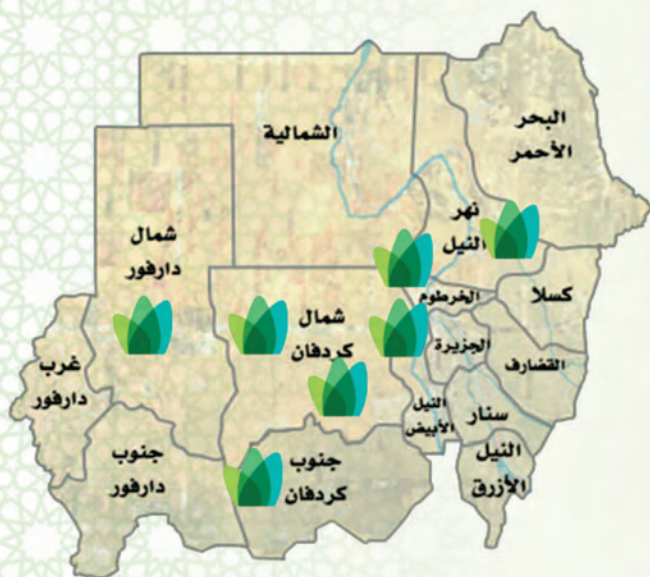 البحر
الأحمر
الشمالية
نهر
النيل
شمال
دارفور
كسلا
الخرطوم
شمال
كردفان
الجزيرة
القضارف
غرب
دارفور
النيل
الأبيض
سنار
جنوب
دارفور
جنوب
كردفان
النيل
الأزرق